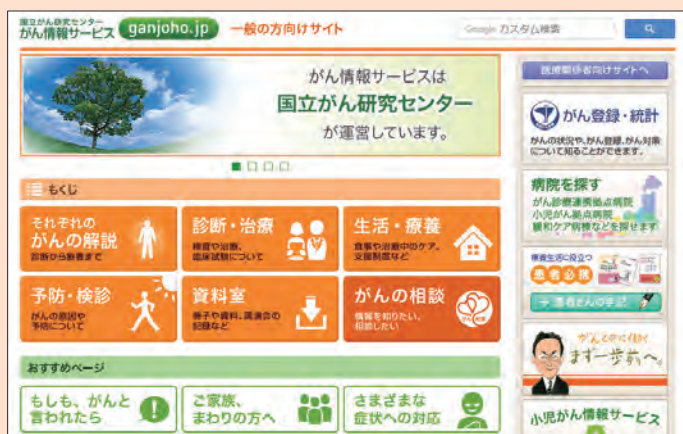 国立がん研究センター
がん情報サービス ganjoho.jp 一般の方向けサイト
Google カスタム検索
がん情報サービスは
国立がん研究センター
が運営しています。
もくじ
それぞれの
がんの解説
診断から療養まで
診断・治療
検査や治療、
臨床試験について
生活・療養
食事や治療中のケア、
支援制度など
予防・検診
がんの原因や
予防について
資料室
冊子や資料、講演会の
記録など
がんの相談
情報を知りたい、
相談したい
おすすめページ
もしも、がんと
言われたら
ご家族、
まわりの方へ
さまざまな
症状への対応
医療関係者向けサイトへ
がん登録・統計
がんの状況や、がん登録、がん対策
について知ることができます。
病院を探す
がん診療連携拠点病院
小児がん拠点病院
緩和ケア病棟などを探せます
療養生活に役立つ
患者必携
患者さんの手記
まず一歩前へ。
小児がん情報サービス